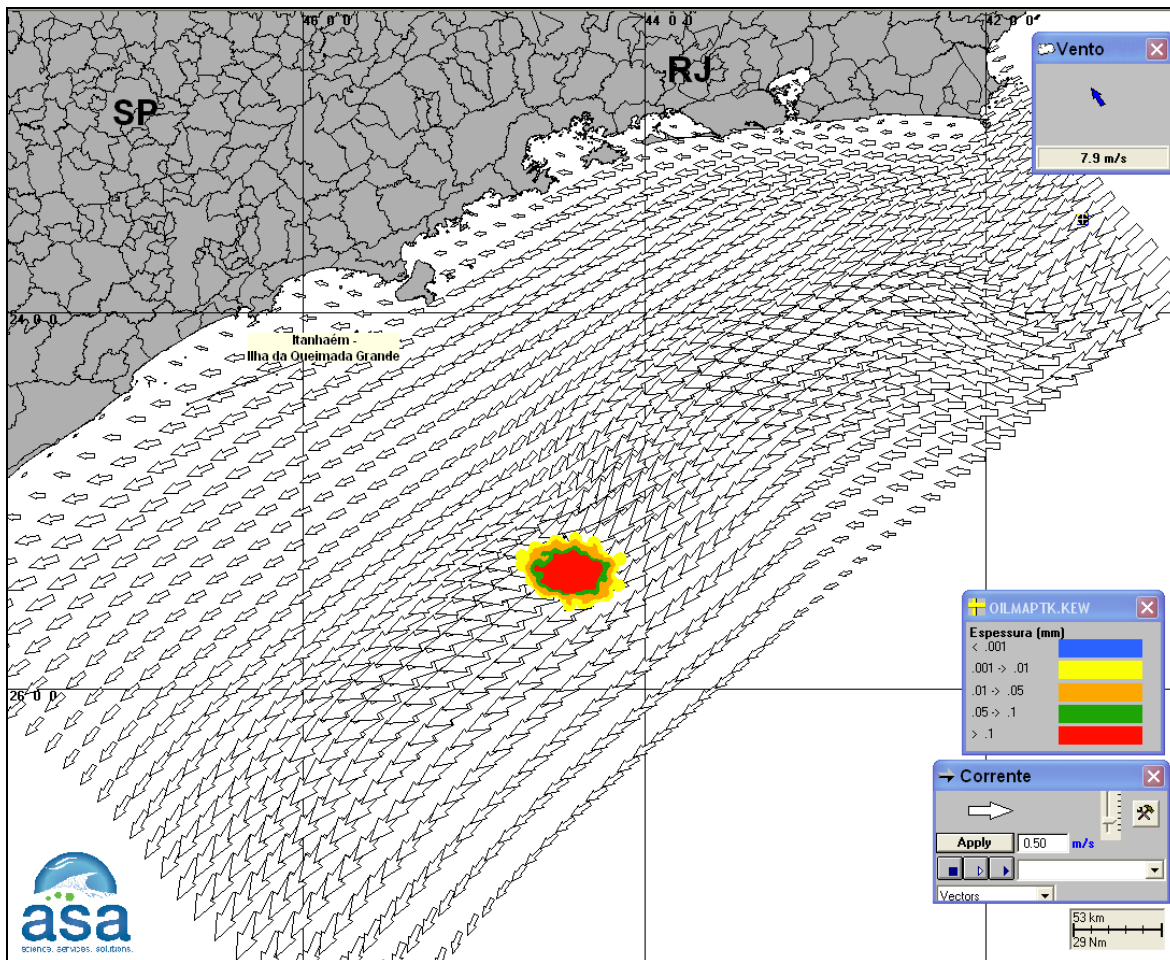 46 0 0
44 0 0
42 0 0
SP
RJ
Vento
7.9 m/s
24 0 0
Itanhaém -
Ilha da Queimada Grande
26 0 0
OILMAPTK.KEW
Espessura (mm)
< .001
.001 -> .01
.01 -> .05
.05 -> .1
> .1
Corrente
Apply 0.50 m/s
Vectors
53 km
29 Nm
asa
science. services. solutions.